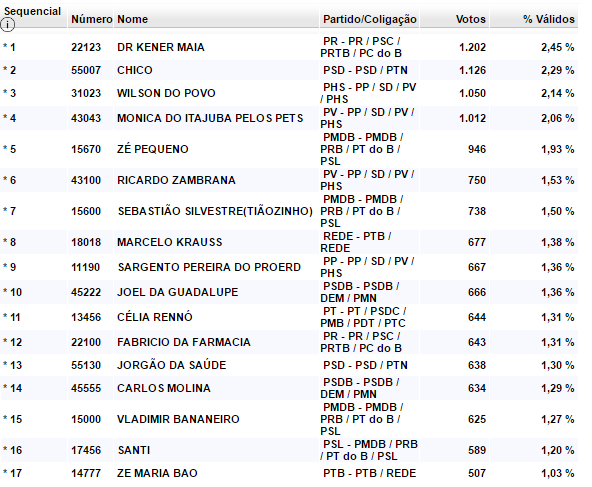 Sequencial Número Nome Partido/Coligação Votos % Válidos
i
* 1 22123 DR KENER MAIA PR - PR / PSC / 1.202 2,45 %
PRTB / PC do B
* 2 55007 CHICO PSD - PSD / PTN 1.126 2,29 %
* 3 31023 WILSON DO POVO PHS - PP / SD / PV 1.050 2,14 %
/ PHS
* 4 43043 MONICA DO ITAJUBA PELOS PETS PV - PP / SD / PV / 1.012 2,06 %
PHS
* 5 15670 ZÉ PEQUENO PMDB - PMDB / 946 1,93 %
PRB / PT do B /
PSL
* 6 43100 RICARDO ZAMBRANA PV - PP / SD / PV / 750 1,53 %
PHS
* 7 15600 SEBASTIÃO SILVESTRE(TIÃOZINHO) PMDB - PMDB / 738 1,50 %
PRB / PT do B /
PSL
* 8 18018 MARCELO KRAUSS REDE - PTB / 677 1,38 %
REDE
* 9 11190 SARGENTO PEREIRA DO PROERD PP - PP / SD / PV / 667 1,36 %
PHS
* 10 45222 JOEL DA GUADALUPE PSDB - PSDB / 666 1,36 %
DEM / PMN
* 11 13456 CÉLIA RENNÓ PT - PT / PSDC / 644 1,31 %
PMB / PDT / PTC
* 12 22100 FABRICIO DA FARMACIA PR - PR / PSC / 643 1,31 %
PRTB / PC do B
* 13 55130 JORGÃO DA SAÚDE PSD - PSD / PTN 638 1,30 %
* 14 45555 CARLOS MOLINA PSDB - PSDB / 634 1,29 %
DEM / PMN
* 15 15000 VLADIMIR BANANEIRO PMDB - PMDB / 625 1,27 %
PRB / PT do B /
PSL
* 16 17456 SANTI PSL - PMDB / PRB 589 1,20 %
/ PT do B / PSL
* 17 14777 ZE MARIA BAO PTB - PTB / REDE 507 1,03 %